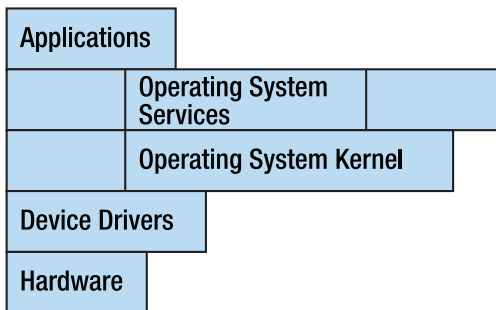 Applications
Operating System
Services
Operating System Kernel
Device Drivers
Hardware